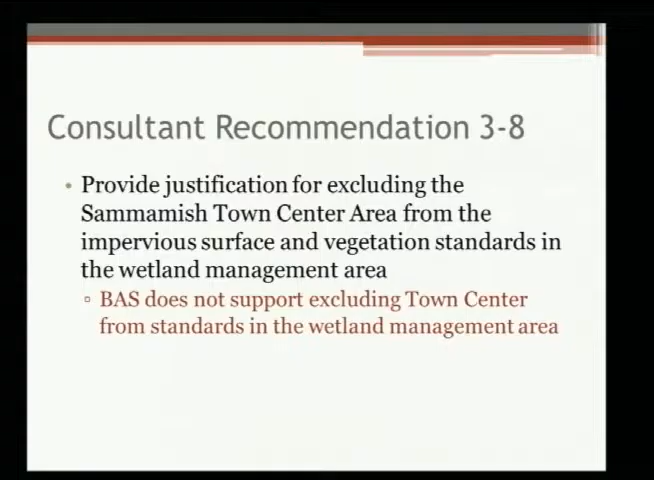 Consultant Recommendation 3-8
• Provide justification for excluding the
Sammamish Town Center Area from the
impervious surface and vegetation standards in
the wetland management area
▫ BAS does not support excluding Town Center
from standards in the wetland management area